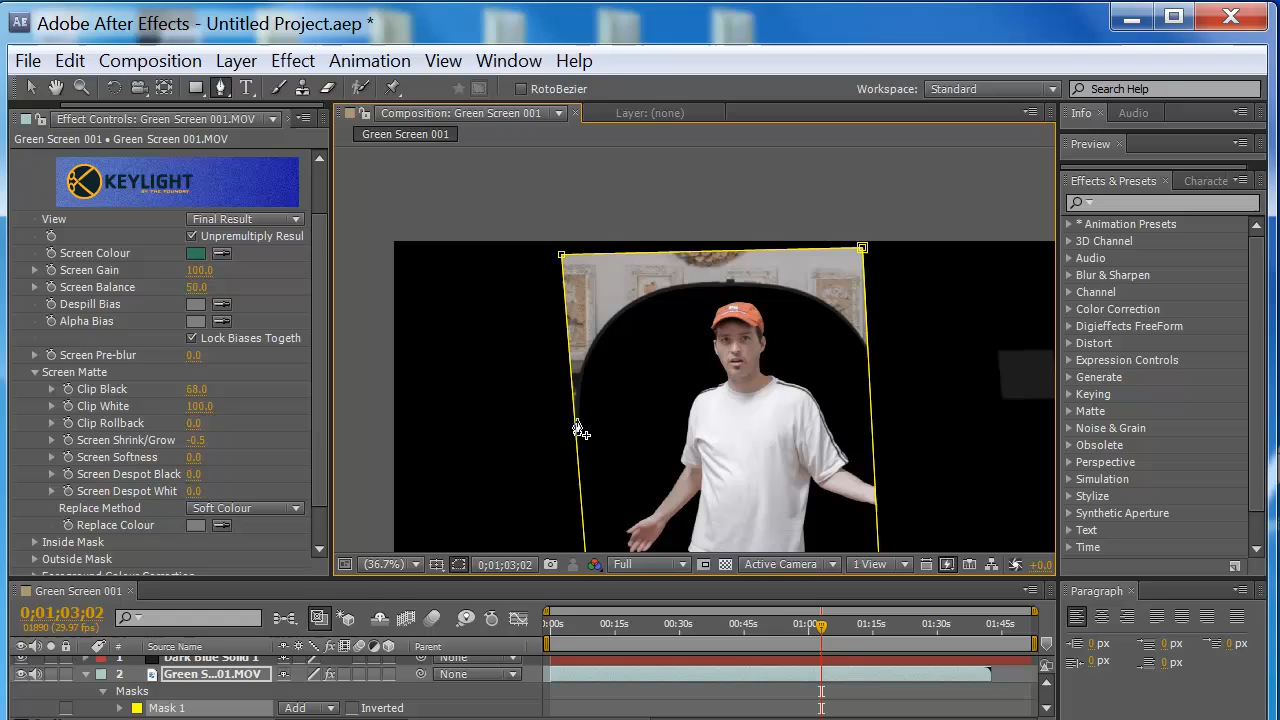 Adobe After Effects - Untitled Project.aep *
File Edit Composition Layer Effect Animation View Window Help
RotoBezier
Workspace: Standard
Search Help
Effect Controls: Green Screen 001.MOV
Composition: Green Screen 001
Layer: (none)
Info
Audio
Green Screen 001 • Green Screen 001.MOV
Green Screen 001
Preview
KEYLIGHT
BY THE FOUNDRY
Effects & Presets
Characte
View Final Result
Unpremultiply Resul
Screen Colour
Screen Gain 100.0
Screen Balance 50.0
Despill Bias
Alpha Bias
Lock Biases Togeth
Screen Pre-blur 0.0
Screen Matte
Clip Black 68.0
Clip White 100.0
Clip Rollback 0.0
Screen Shrink/Grow -0.5
Screen Softness 0.0
Screen Despot Black 0.0
Screen Despot Whit 0.0
Replace Method Soft Colour
Replace Colour
Inside Mask
Outside Mask
Foreground Colour Correction
* Animation Presets
3D Channel
Audio
Blur & Sharpen
Channel
Color Correction
Digieffects FreeForm
Distort
Expression Controls
Generate
Keying
Matte
Noise & Grain
Obsolete
Perspective
Simulation
Stylize
Synthetic Aperture
Text
Time
(36.7%)
0;01;03;02
Full
Active Camera
1 View
+0.0
Green Screen 001
Paragraph
0;01;03;02
01890 (29.97 fps)
:00s 00:15s 00:30s 00:45s 01:00s 01:15s 01:30s 01:45s
# Source Name
Parent
1 Dark Blue Solid 1 None
2 Green S...01.MOV None
Masks
Mask 1 Add Inverted
0 px 0 px 0 px
0 px 0 px